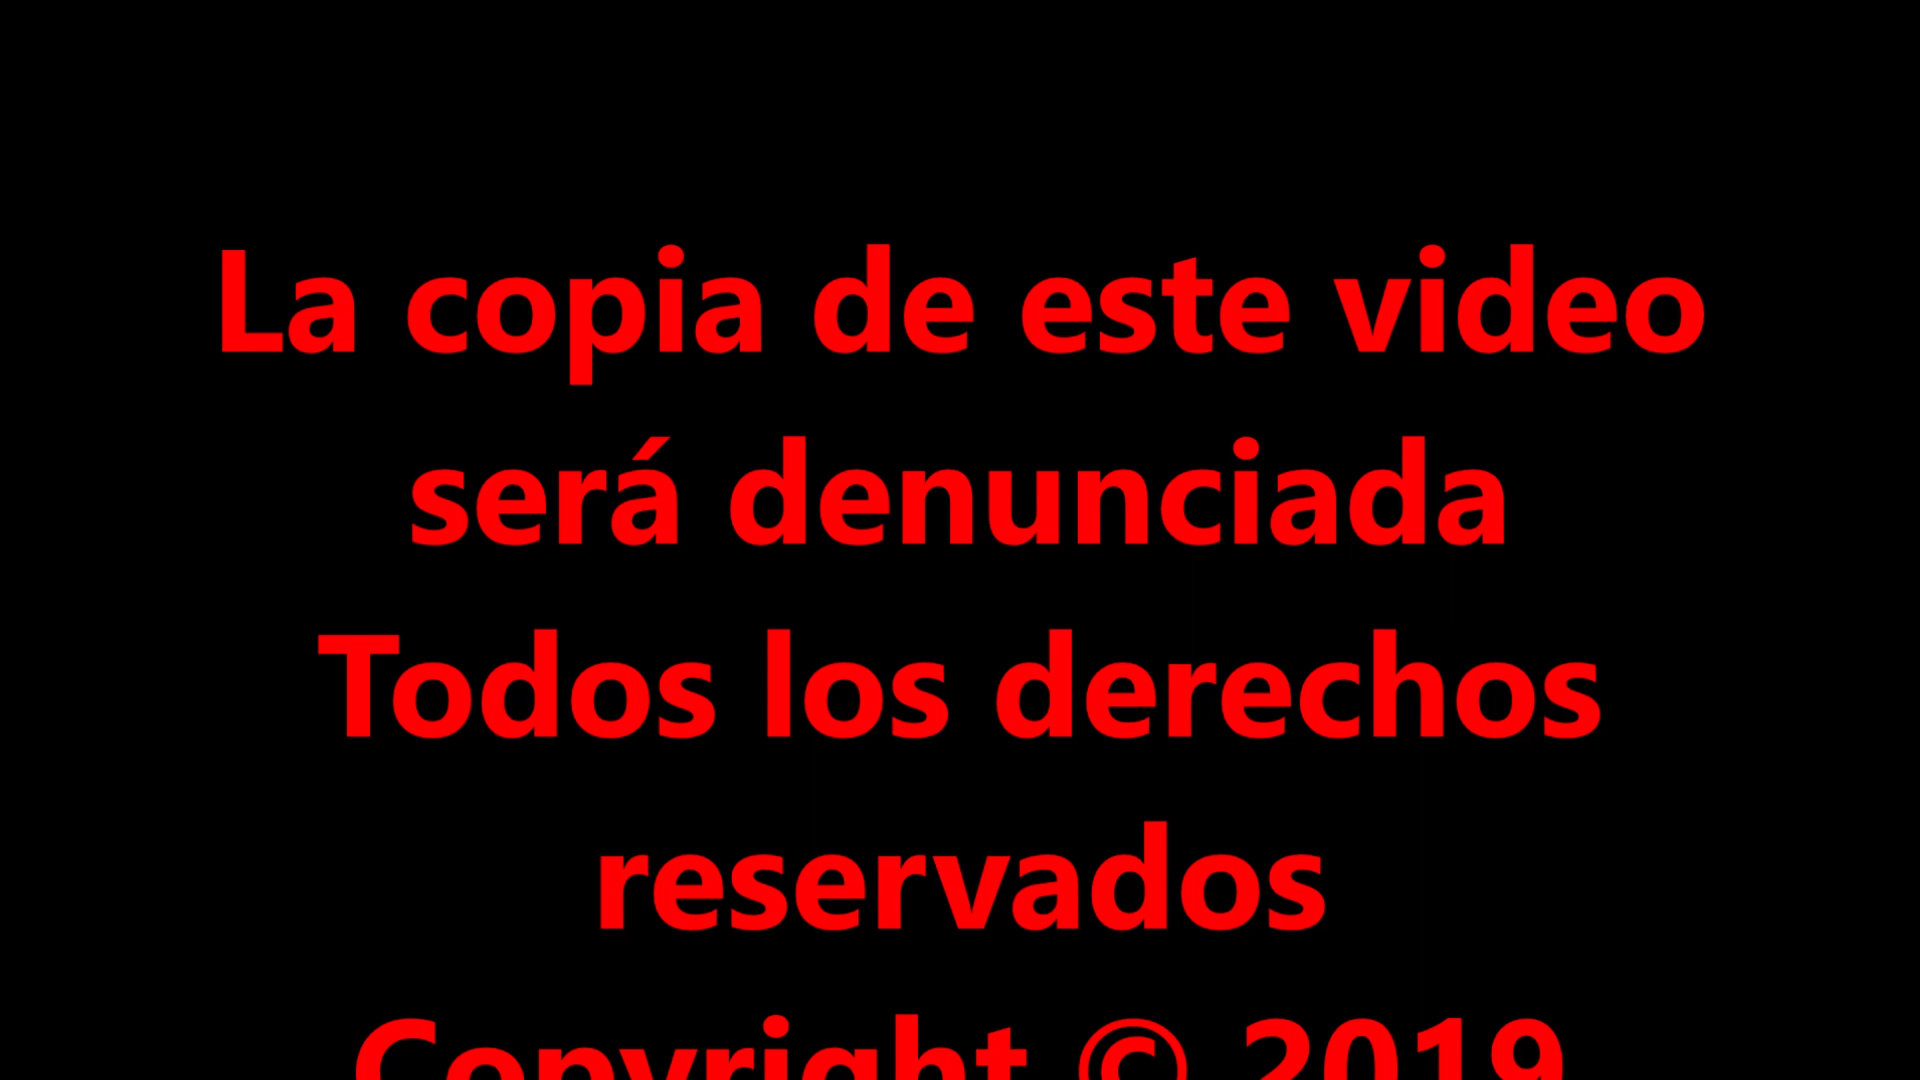 La copia de este video
será denunciada
Todos los derechos
reservados
Copyright © 2019